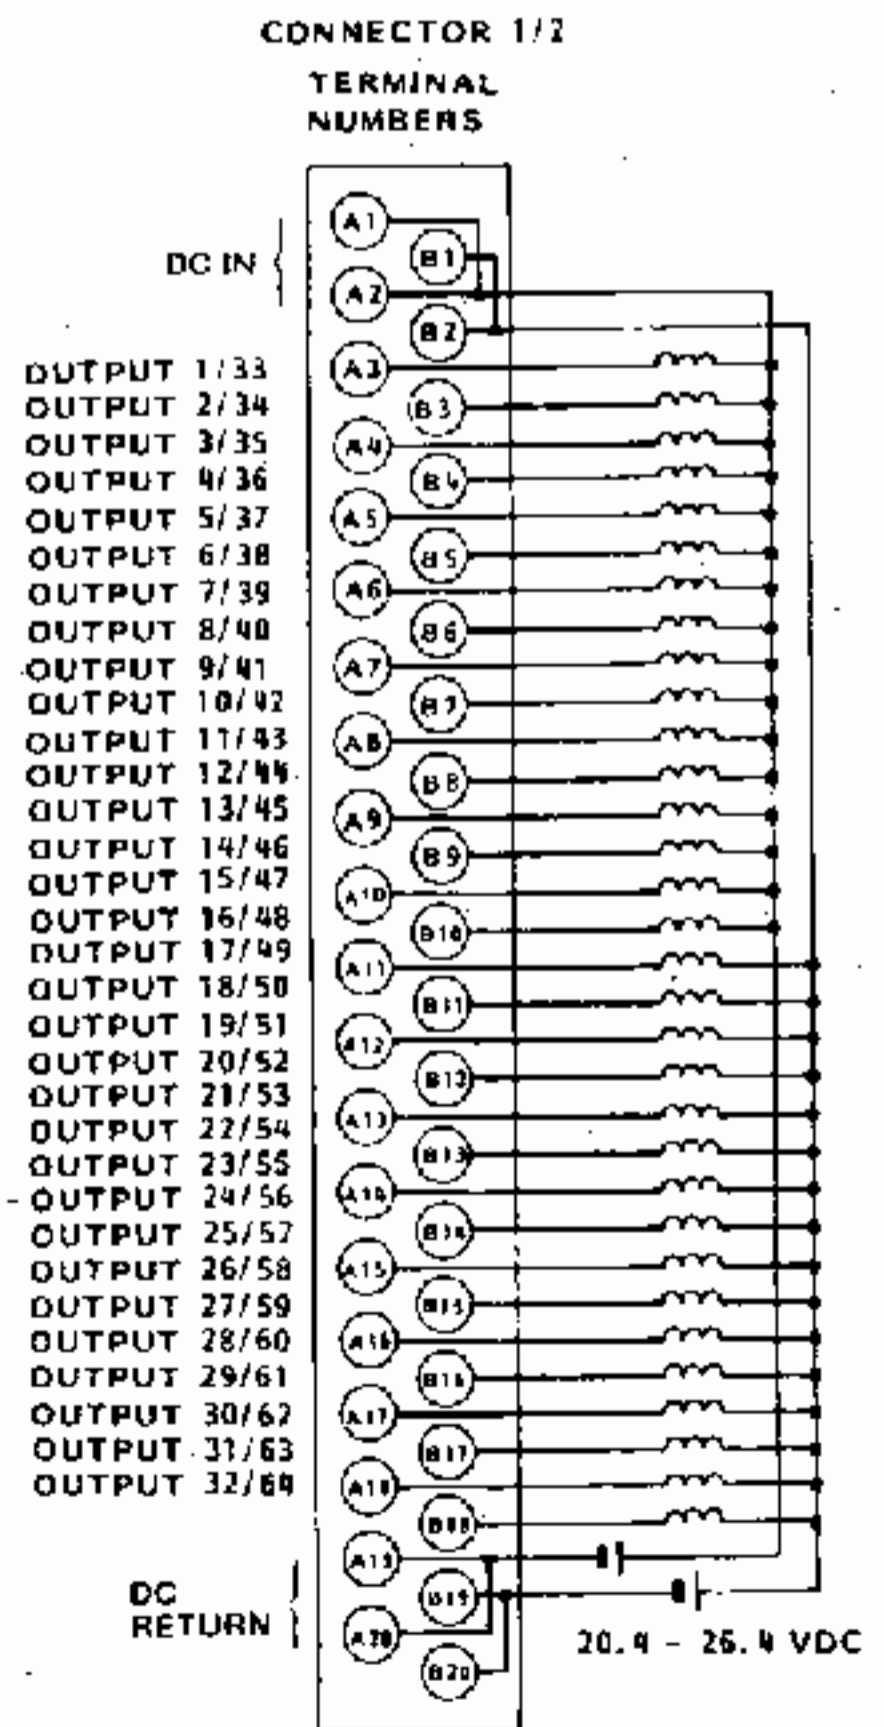 CONNECTOR 1/2
TERMINAL
NUMBERS
DC IN
A1
B1
A2
B2
OUTPUT 1/33
A3
OUTPUT 2/34
B3
OUTPUT 3/35
A4
OUTPUT 4/36
B4
OUTPUT 5/37
A5
OUTPUT 6/38
B5
OUTPUT 7/39
A6
OUTPUT 8/40
B6
OUTPUT 9/41
A7
OUTPUT 10/42
B7
OUTPUT 11/43
A8
OUTPUT 12/44
B8
OUTPUT 13/45
A9
OUTPUT 14/46
B9
OUTPUT 15/47
A10
OUTPUT 16/48
B10
OUTPUT 17/49
A11
OUTPUT 18/50
B11
OUTPUT 19/51
A12
OUTPUT 20/52
B12
OUTPUT 21/53
A13
OUTPUT 22/54
B13
OUTPUT 23/55
A14
OUTPUT 24/56
B14
OUTPUT 25/57
A15
OUTPUT 26/58
B15
OUTPUT 27/59
A16
OUTPUT 28/60
B16
OUTPUT 29/61
A17
OUTPUT 30/62
B17
OUTPUT 31/63
A18
OUTPUT 32/64
B18
DC
RETURN
A19
B19
A20
B20
20.4 - 26.4 VDC